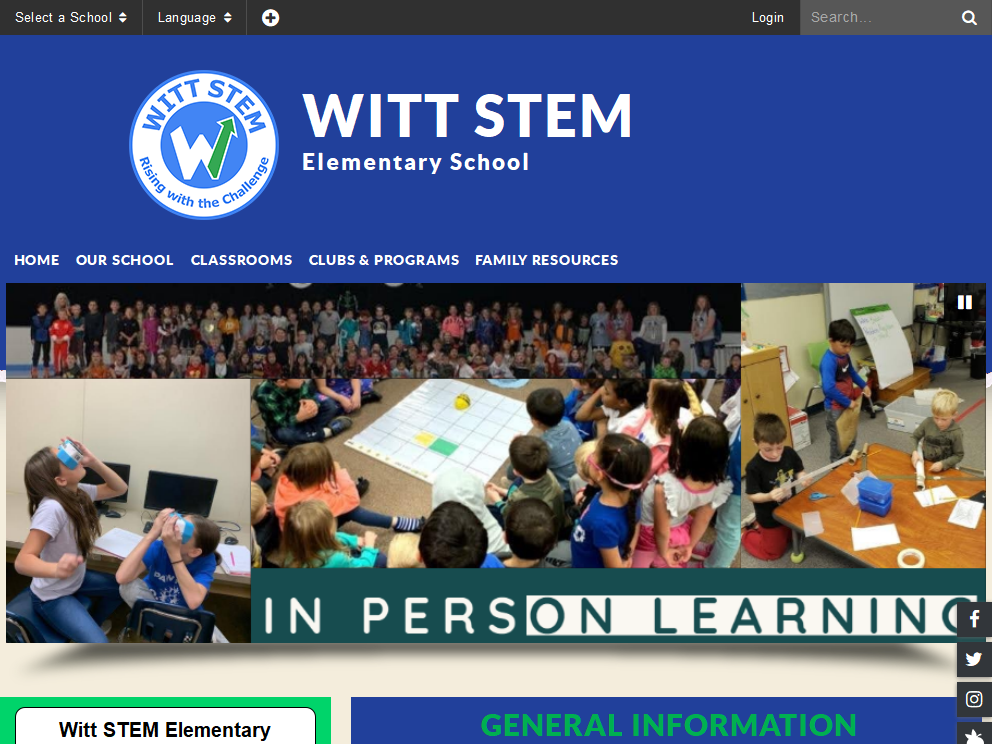 Select a School
Language
Login
Search...
WITT STEM
Rising with the Challenge
W
WITT STEM
Elementary School
HOME
OUR SCHOOL
CLASSROOMS
CLUBS & PROGRAMS
FAMILY RESOURCES
IN PERSON LEARNING
Witt STEM Elementary
GENERAL INFORMATION